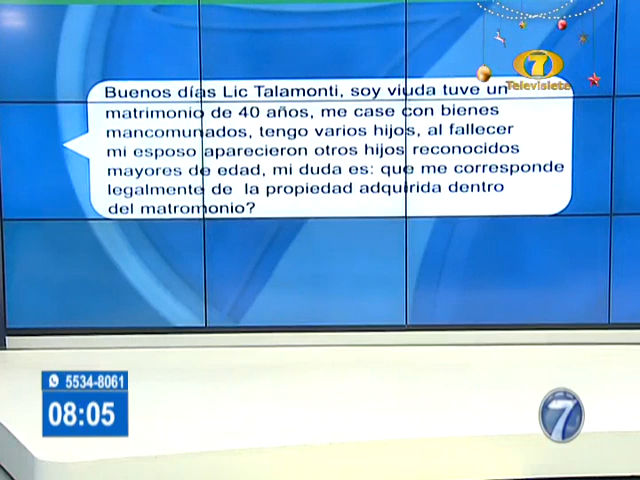 7
Televisiete
Buenos días Lic Talamonti, soy viuda tuve un
matrimonio de 40 años, me case con bienes
mancomunados, tengo varios hijos, al fallecer
mi esposo aparecieron otros hijos reconocidos
mayores de edad, mi duda es: que me corresponde
legalmente de la propiedad adquirida dentro
del matromonio?
5534-8061
08:05
7